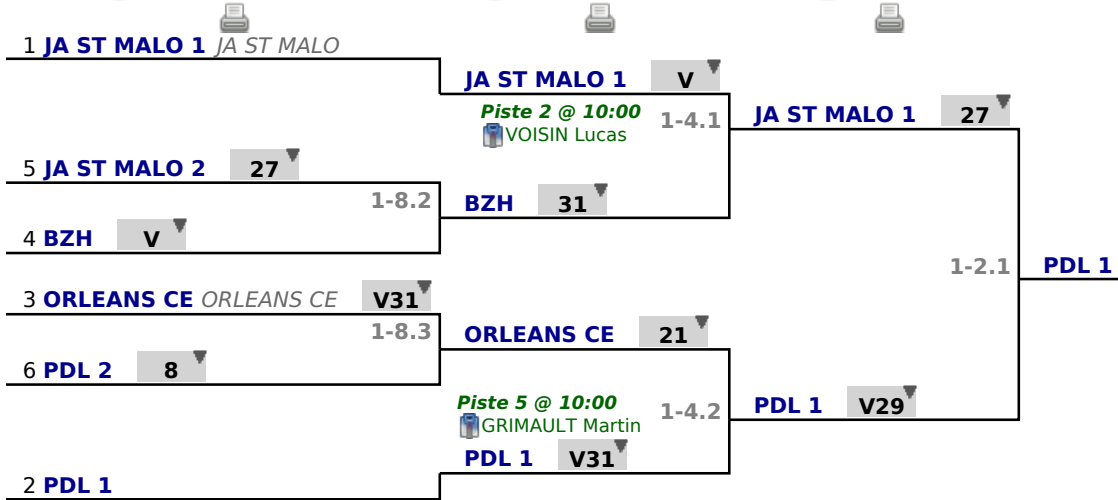 1 JA ST MALO 1 JA ST MALO
JA ST MALO 1 V
Piste 2 @ 10:00
VOISIN Lucas
1-4.1
JA ST MALO 1 27
5 JA ST MALO 2 27
1-8.2
BZH 31
4 BZH V
1-2.1
PDL 1
3 ORLEANS CE ORLEANS CE V31
1-8.3
ORLEANS CE 21
6 PDL 2 8
Piste 5 @ 10:00
GRIMAULT Martin
1-4.2
PDL 1 V29
PDL 1 V31
2 PDL 1